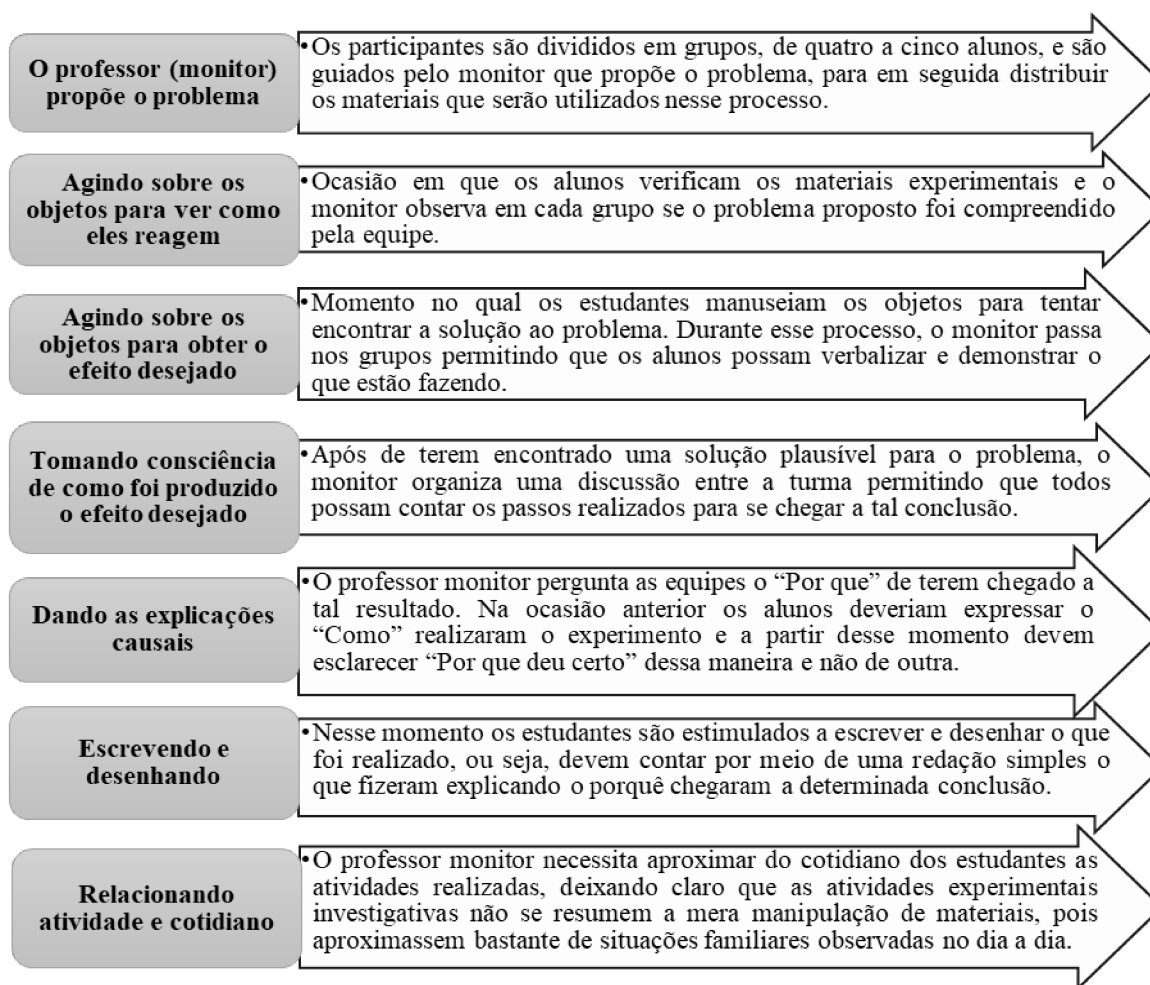 O professor (monitor)
propõe o problema
•Os participantes são divididos em grupos, de quatro a cinco alunos, e são
guiados pelo monitor que propõe o problema, para em seguida distribuir
os materiais que serão utilizados nesse processo.
Agindo sobre os
objetos para ver como
eles reagem
•Ocasião em que os alunos verificam os materiais experimentais e o
monitor observa em cada grupo se o problema proposto foi compreendido
pela equipe.
Agindo sobre os
objetos para obter o
efeito desejado
•Momento no qual os estudantes manuseiam os objetos para tentar
encontrar a solução ao problema. Durante esse processo, o monitor passa
nos grupos permitindo que os alunos possam verbalizar e demonstrar o
que estão fazendo.
Tomando consciência
de como foi produzido
o efeito desejado
•Após de terem encontrado uma solução plausível para o problema, o
monitor organiza uma discussão entre a turma permitindo que todos
possam contar os passos realizados para se chegar a tal conclusão.
Dando as explicações
causais
•O professor monitor pergunta as equipes o “Por que” de terem chegado a
tal resultado. Na ocasião anterior os alunos deveriam expressar o
“Como” realizaram o experimento e a partir desse momento devem
esclarecer “Por que deu certo” dessa maneira e não de outra.
Escrevendo e
desenhando
•Nesse momento os estudantes são estimulados a escrever e desenhar o que
foi realizado, ou seja, devem contar por meio de uma redação simples o
que fizeram explicando o porquê chegaram a determinada conclusão.
Relacionando
atividade e cotidiano
•O professor monitor necessita aproximar do cotidiano dos estudantes as
atividades realizadas, deixando claro que as atividades experimentais
investigativas não se resumem a mera manipulação de materiais, pois
aproximassem bastante de situações familiares observadas no dia a dia.